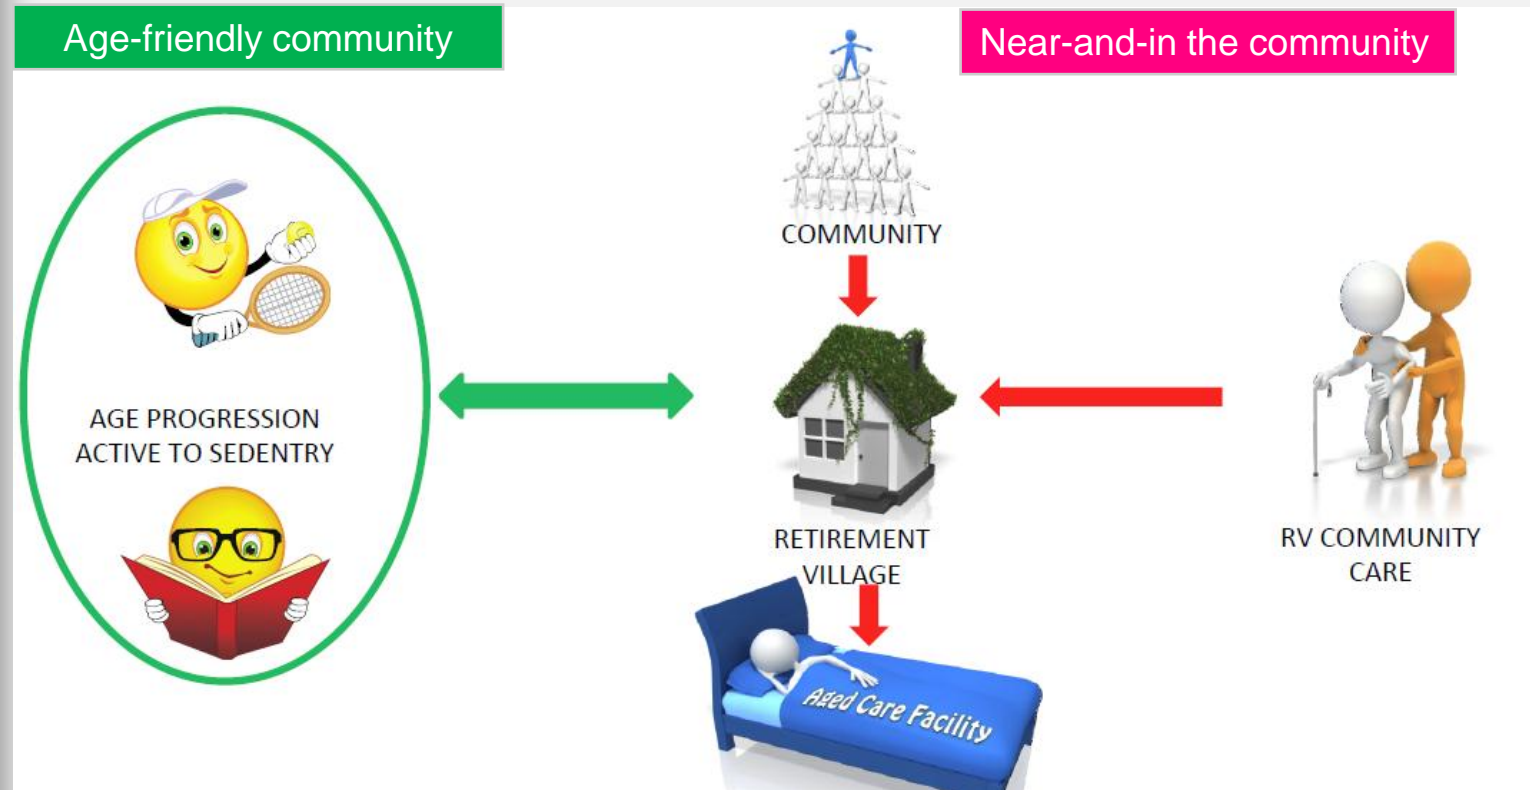 Age-friendly community
Near-and-in the community
COMMUNITY
AGE PROGRESSION
ACTIVE TO SEDENTRY
RETIREMENT
VILLAGE
RV COMMUNITY
CARE
Aged Care Facility